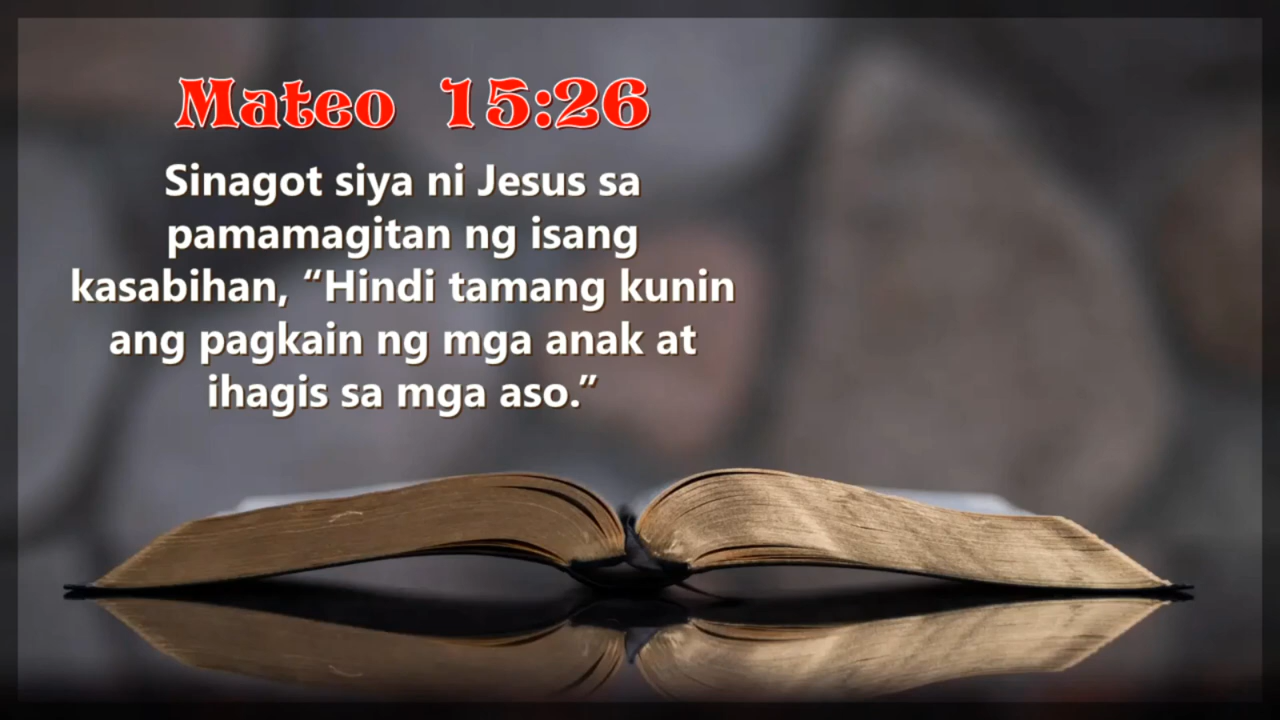 Mateo 15:26
Sinagot siya ni Jesus sa
pamamagitan ng isang
kasabihan, “Hindi tamang kunin
ang pagkain ng mga anak at
ihagis sa mga aso.”